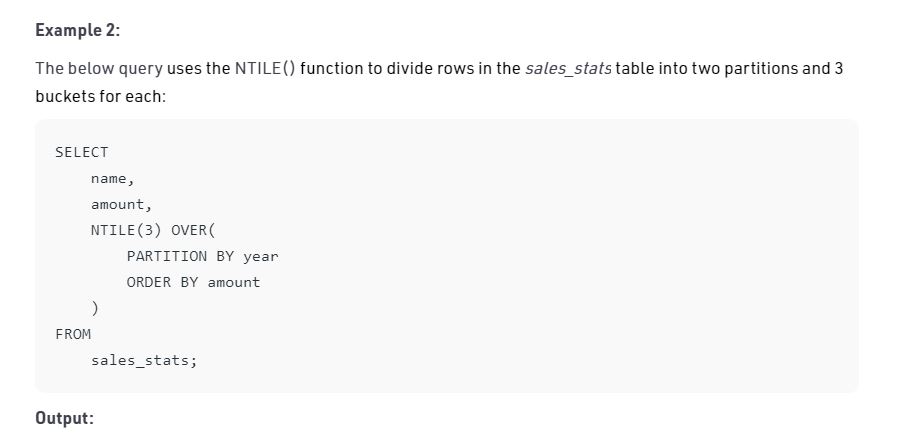 Example 2:
The below query uses the NTILE() function to divide rows in the sales_stats table into two partitions and 3
buckets for each:
SELECT
    name,
    amount,
    NTILE(3) OVER(
        PARTITION BY year
        ORDER BY amount
    )
FROM
    sales_stats;
Output: